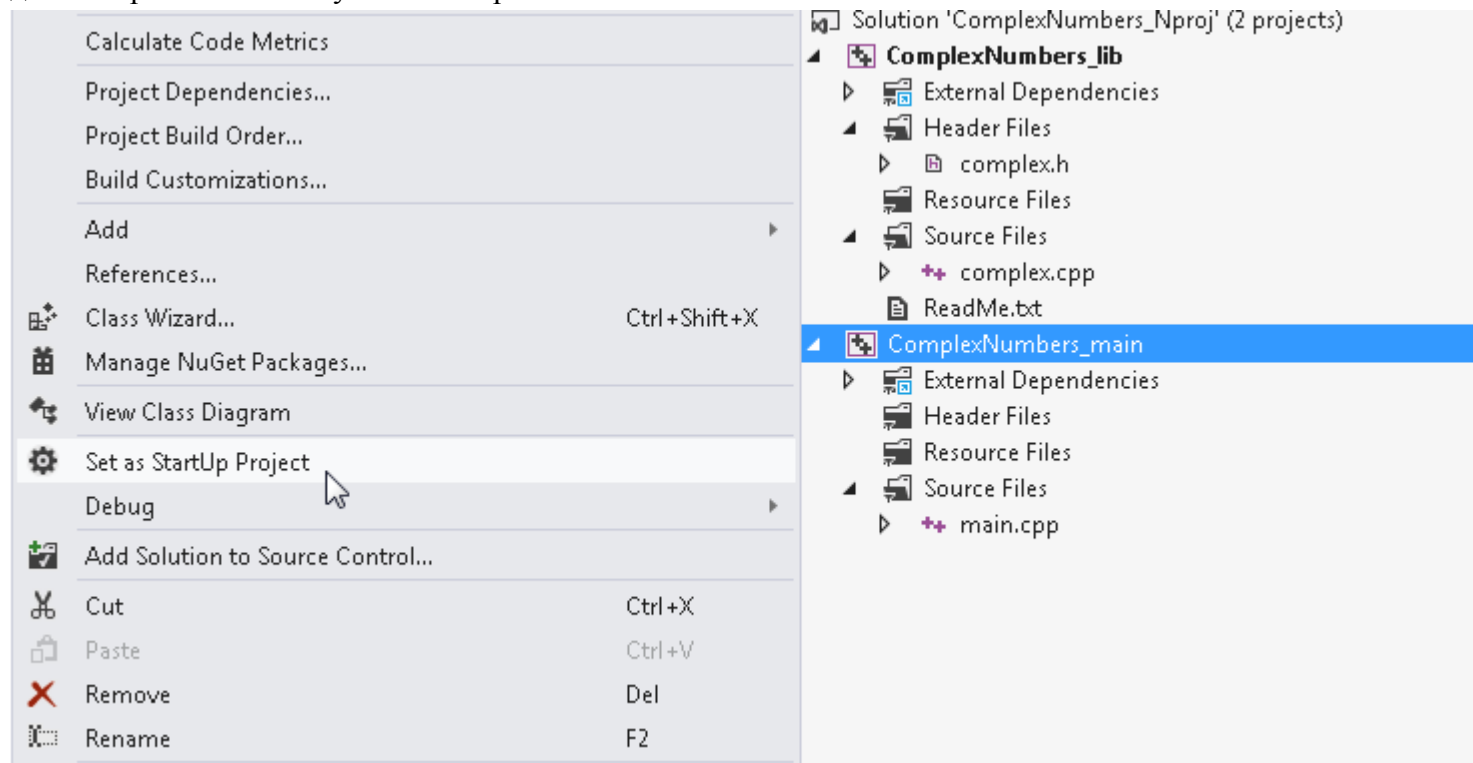 Calculate Code Metrics
Project Dependencies...
Project Build Order...
Build Customizations...
Add
References...
Class Wizard... Ctrl+Shift+X
Manage NuGet Packages...
View Class Diagram
Set as StartUp Project
Debug
Add Solution to Source Control...
Cut Ctrl+X
Paste Ctrl+V
Remove Del
Rename F2
Solution 'ComplexNumbers_Nproj' (2 projects)
ComplexNumbers_lib
External Dependencies
Header Files
complex.h
Resource Files
Source Files
complex.cpp
ReadMe.txt
ComplexNumbers_main
External Dependencies
Header Files
Resource Files
Source Files
main.cpp